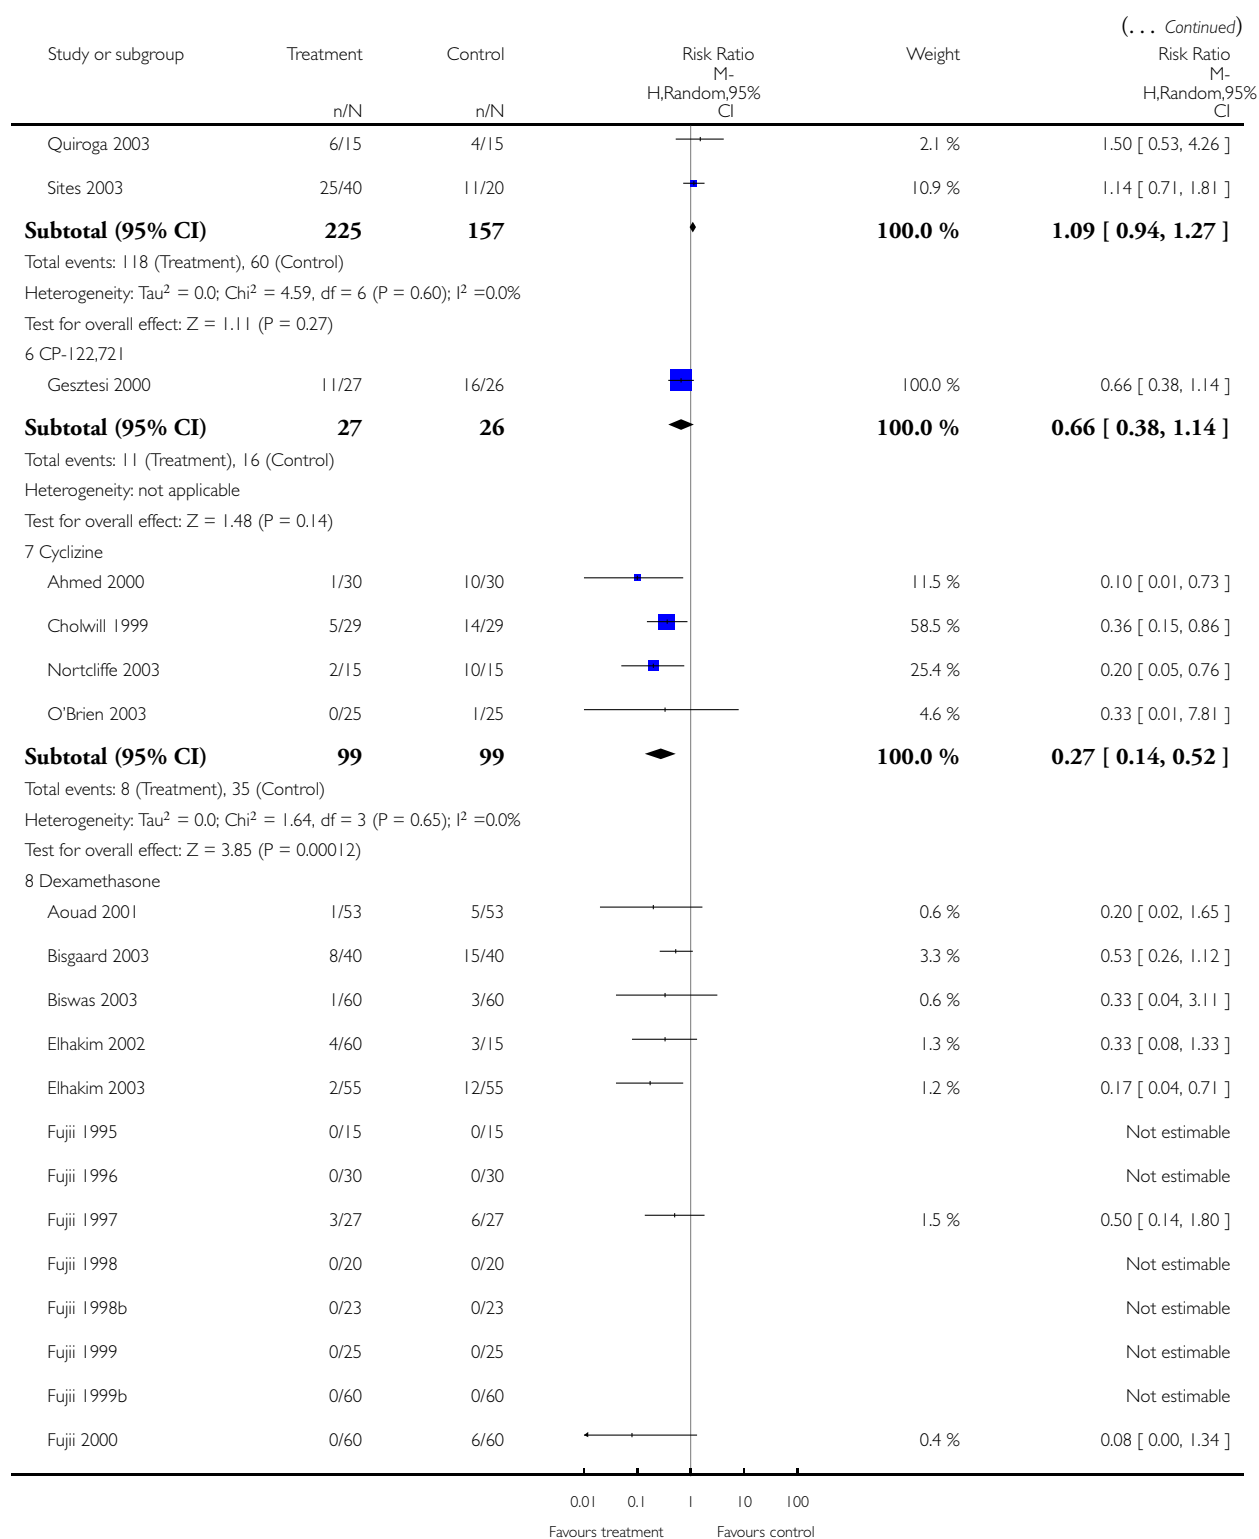 (... Continued)
Study or subgroup Treatment Control Risk Ratio Weight Risk Ratio
M- M-
H,Random,95% H,Random,95%
n/N n/N CI CI
Quiroga 2003 6/15 4/15 2.1 % 1.50 [ 0.53, 4.26 ]
Sites 2003 25/40 11/20 10.9 % 1.14 [ 0.71, 1.81 ]
Subtotal (95% CI) 225 157 100.0 % 1.09 [ 0.94, 1.27 ]
Total events: 118 (Treatment), 60 (Control)
Heterogeneity: Tau² = 0.0; Chi² = 4.59, df = 6 (P = 0.60); I² =0.0%
Test for overall effect: Z = 1.11 (P = 0.27)
6 CP-122,721
Gesztesi 2000 11/27 16/26 100.0 % 0.66 [ 0.38, 1.14 ]
Subtotal (95% CI) 27 26 100.0 % 0.66 [ 0.38, 1.14 ]
Total events: 11 (Treatment), 16 (Control)
Heterogeneity: not applicable
Test for overall effect: Z = 1.48 (P = 0.14)
7 Cyclizine
Ahmed 2000 1/30 10/30 11.5 % 0.10 [ 0.01, 0.73 ]
Cholwill 1999 5/29 14/29 58.5 % 0.36 [ 0.15, 0.86 ]
Nortcliffe 2003 2/15 10/15 25.4 % 0.20 [ 0.05, 0.76 ]
O'Brien 2003 0/25 1/25 4.6 % 0.33 [ 0.01, 7.81 ]
Subtotal (95% CI) 99 99 100.0 % 0.27 [ 0.14, 0.52 ]
Total events: 8 (Treatment), 35 (Control)
Heterogeneity: Tau² = 0.0; Chi² = 1.64, df = 3 (P = 0.65); I² =0.0%
Test for overall effect: Z = 3.85 (P = 0.00012)
8 Dexamethasone
Aouad 2001 1/53 5/53 0.6 % 0.20 [ 0.02, 1.65 ]
Bisgaard 2003 8/40 15/40 3.3 % 0.53 [ 0.26, 1.12 ]
Biswas 2003 1/60 3/60 0.6 % 0.33 [ 0.04, 3.11 ]
Elhakim 2002 4/60 3/15 1.3 % 0.33 [ 0.08, 1.33 ]
Elhakim 2003 2/55 12/55 1.2 % 0.17 [ 0.04, 0.71 ]
Fujii 1995 0/15 0/15 Not estimable
Fujii 1996 0/30 0/30 Not estimable
Fujii 1997 3/27 6/27 1.5 % 0.50 [ 0.14, 1.80 ]
Fujii 1998 0/20 0/20 Not estimable
Fujii 1998b 0/23 0/23 Not estimable
Fujii 1999 0/25 0/25 Not estimable
Fujii 1999b 0/60 0/60 Not estimable
Fujii 2000 0/60 6/60 0.4 % 0.08 [ 0.00, 1.34 ]
0.01 0.1 1 10 100
Favours treatment Favours control